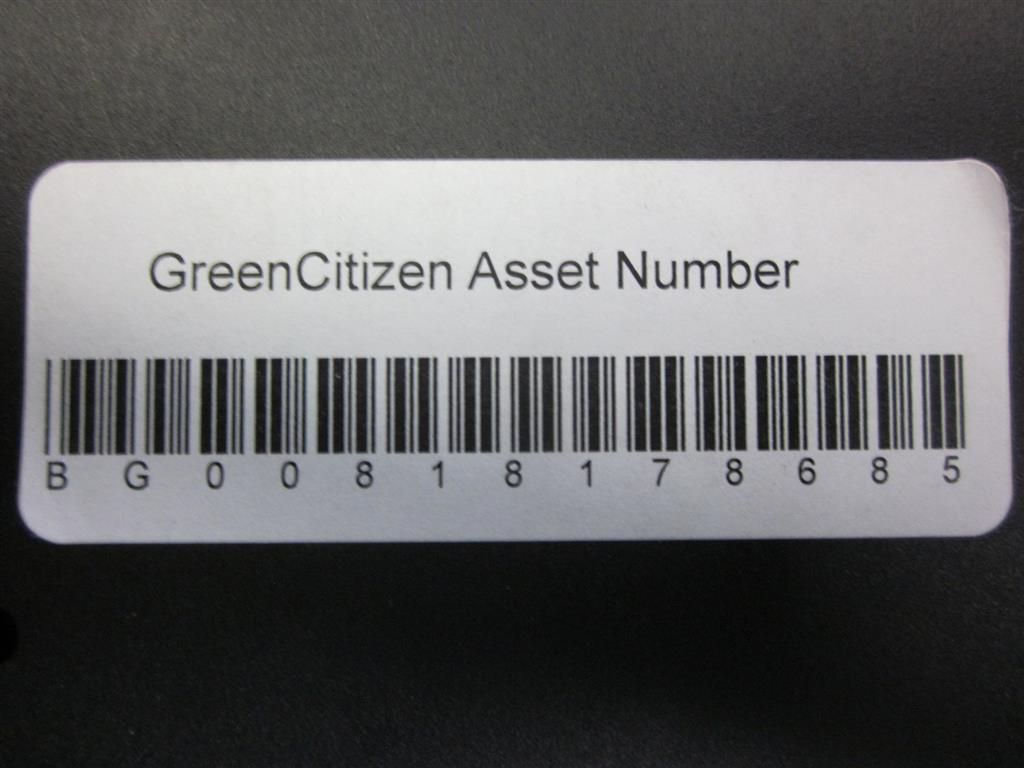 GreenCitizen Asset Number
B G 0 0 8 1 8 1 7 8 6 8 5